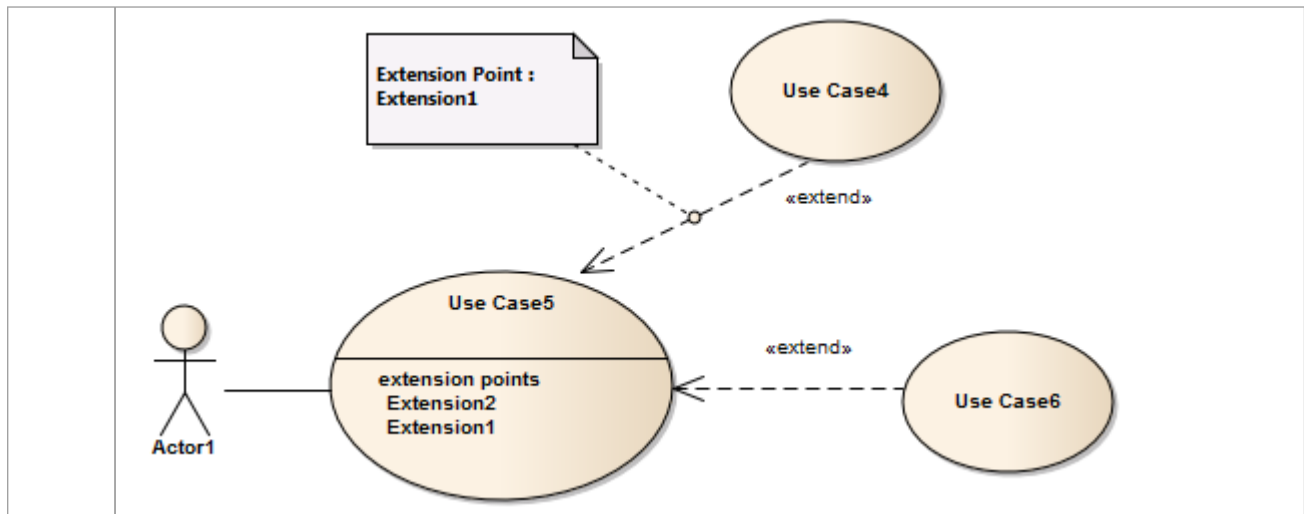 Extension Point :
Extension1
Use Case4
«extend»
Use Case5
extension points
Extension2
Extension1
«extend»
Use Case6
Actor1